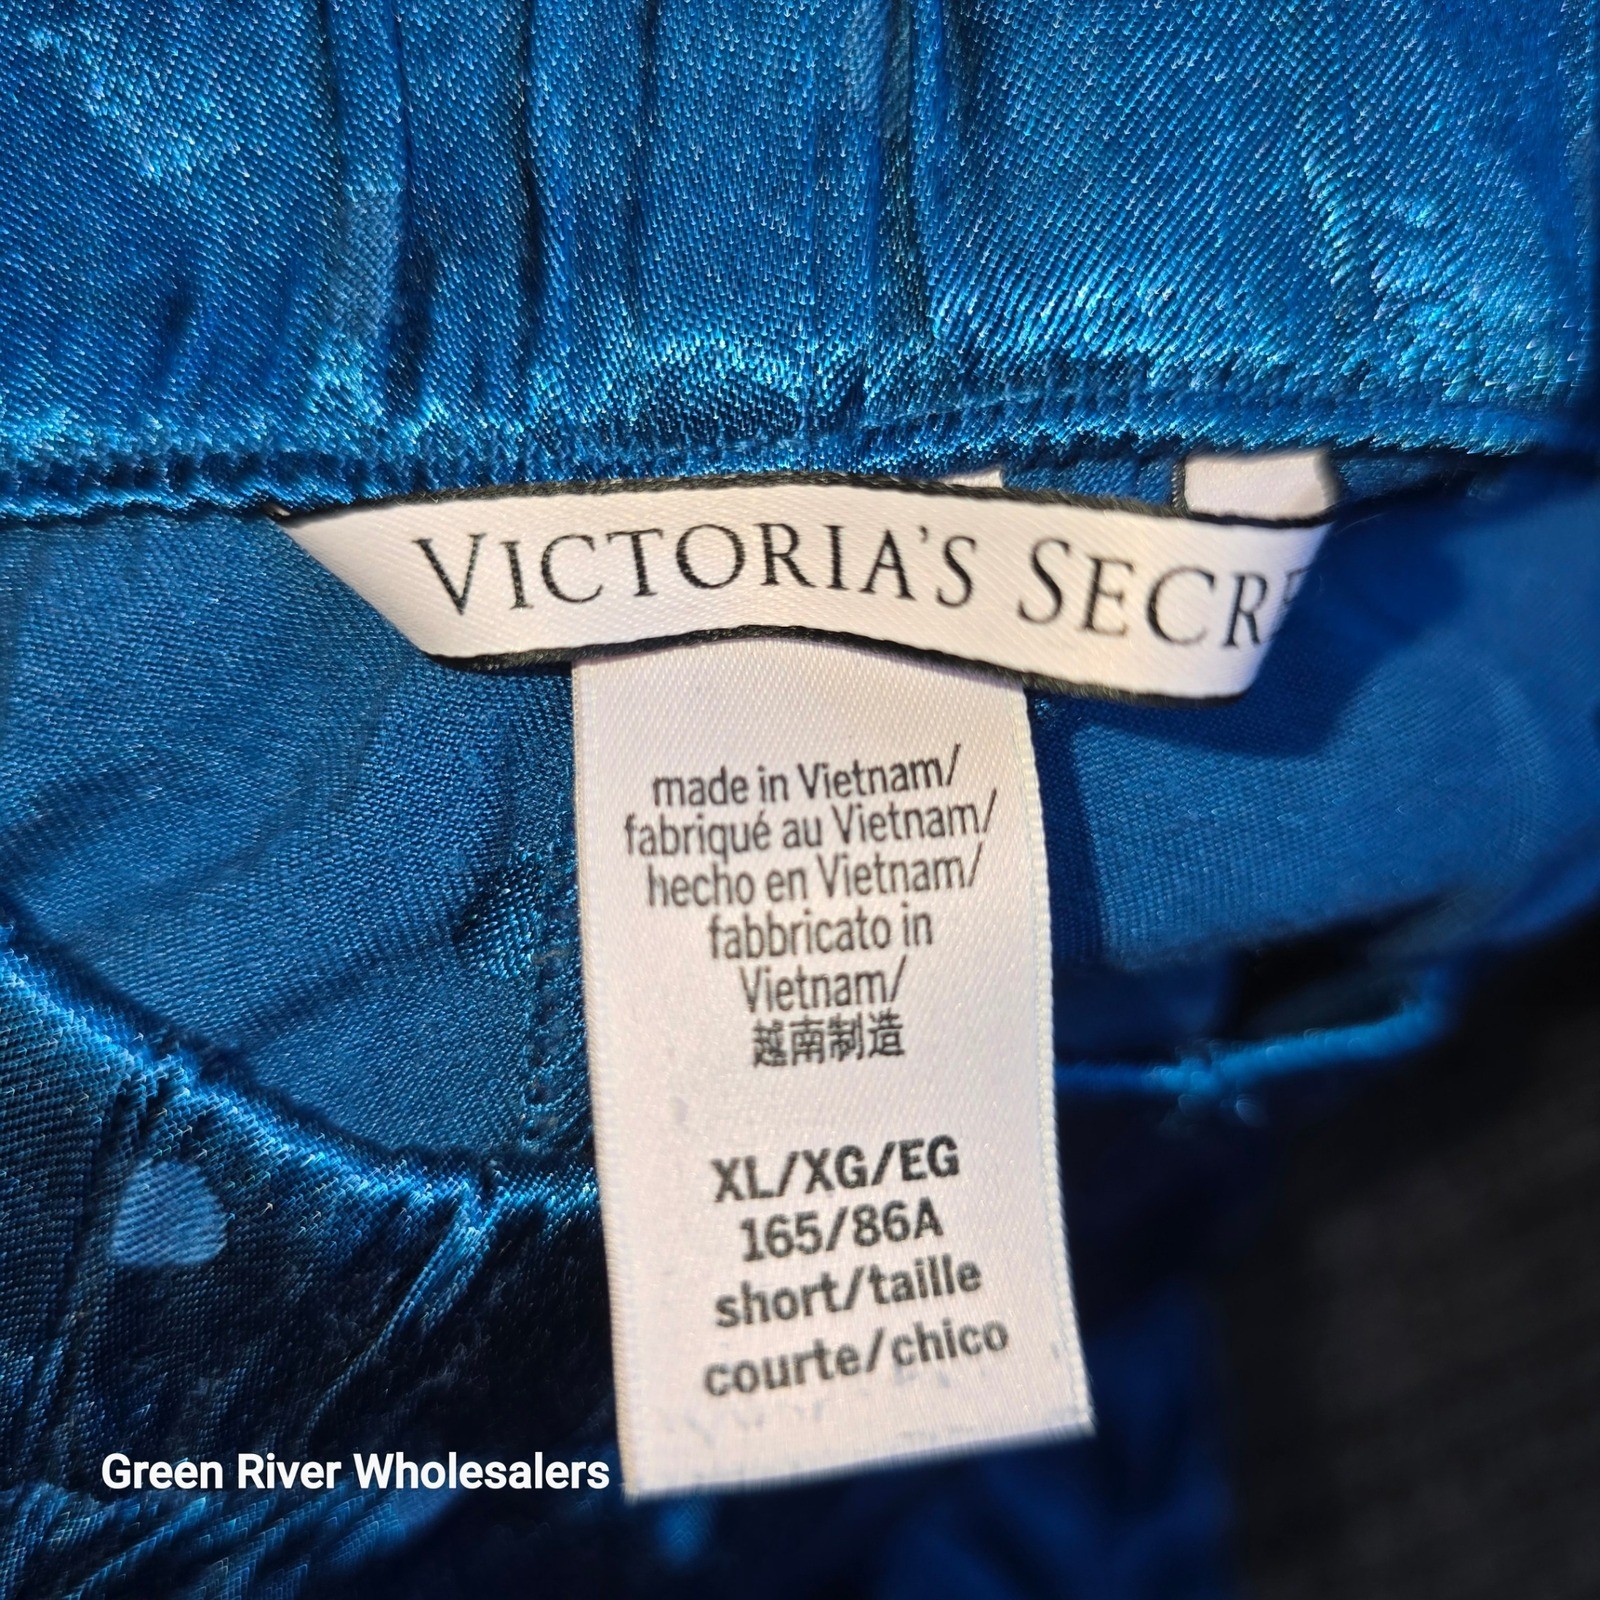 VICTORIA'S SECR
made in Vietnam/
fabriqué au Vietnam/
hecho en Vietnam/
fabbricato in
Vietnam/
越南制造
XL/XG/EG
165/86A
short/taille
courte/chico
Green River Wholesalers